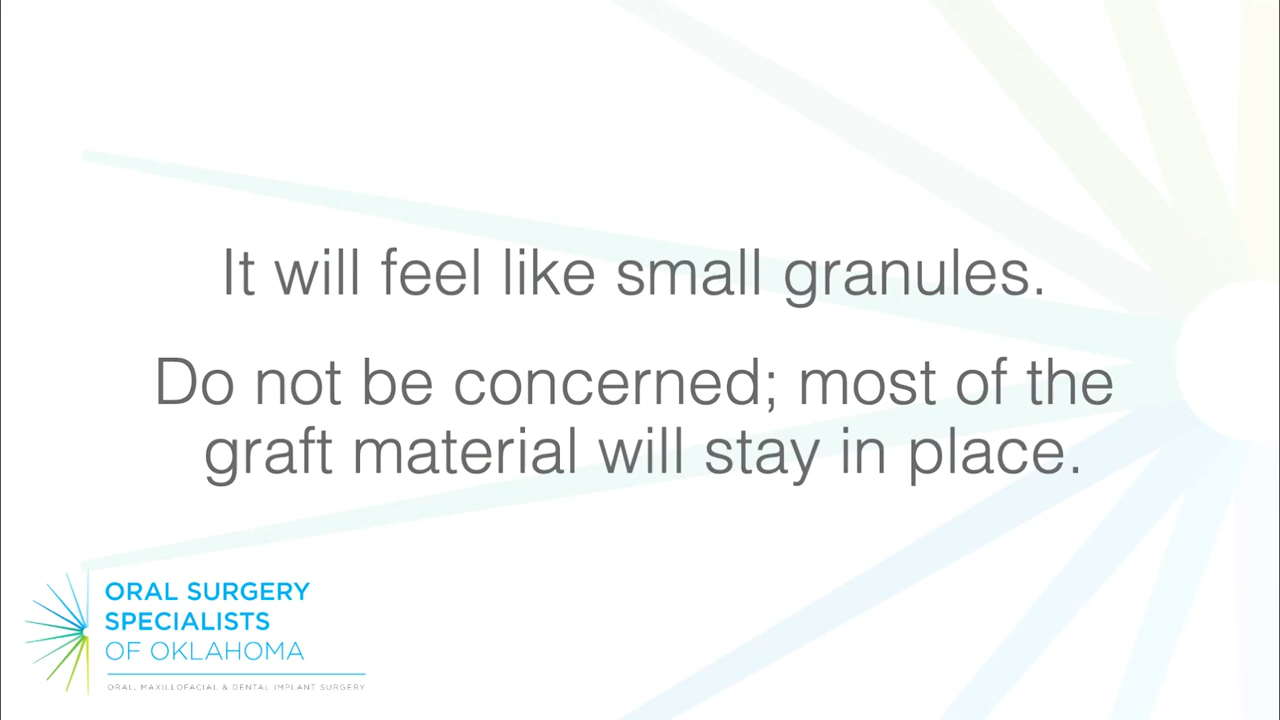 It will feel like small granules.
Do not be concerned; most of the
graft material will stay in place.
ORAL SURGERY
SPECIALISTS
OF OKLAHOMA
ORAL, MAXILLOFACIAL & DENTAL IMPLANT SURGERY